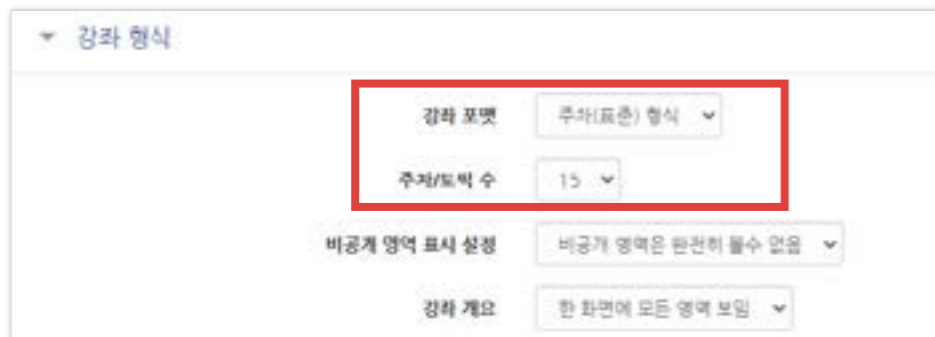 강좌 형식
강좌 포맷 주차(표준) 형식
주차/토픽 수 15
비공개 영역 표시 설정 비공개 영역은 완전히 볼수 없음
강좌 개요 한 화면에 모든 영역 보임